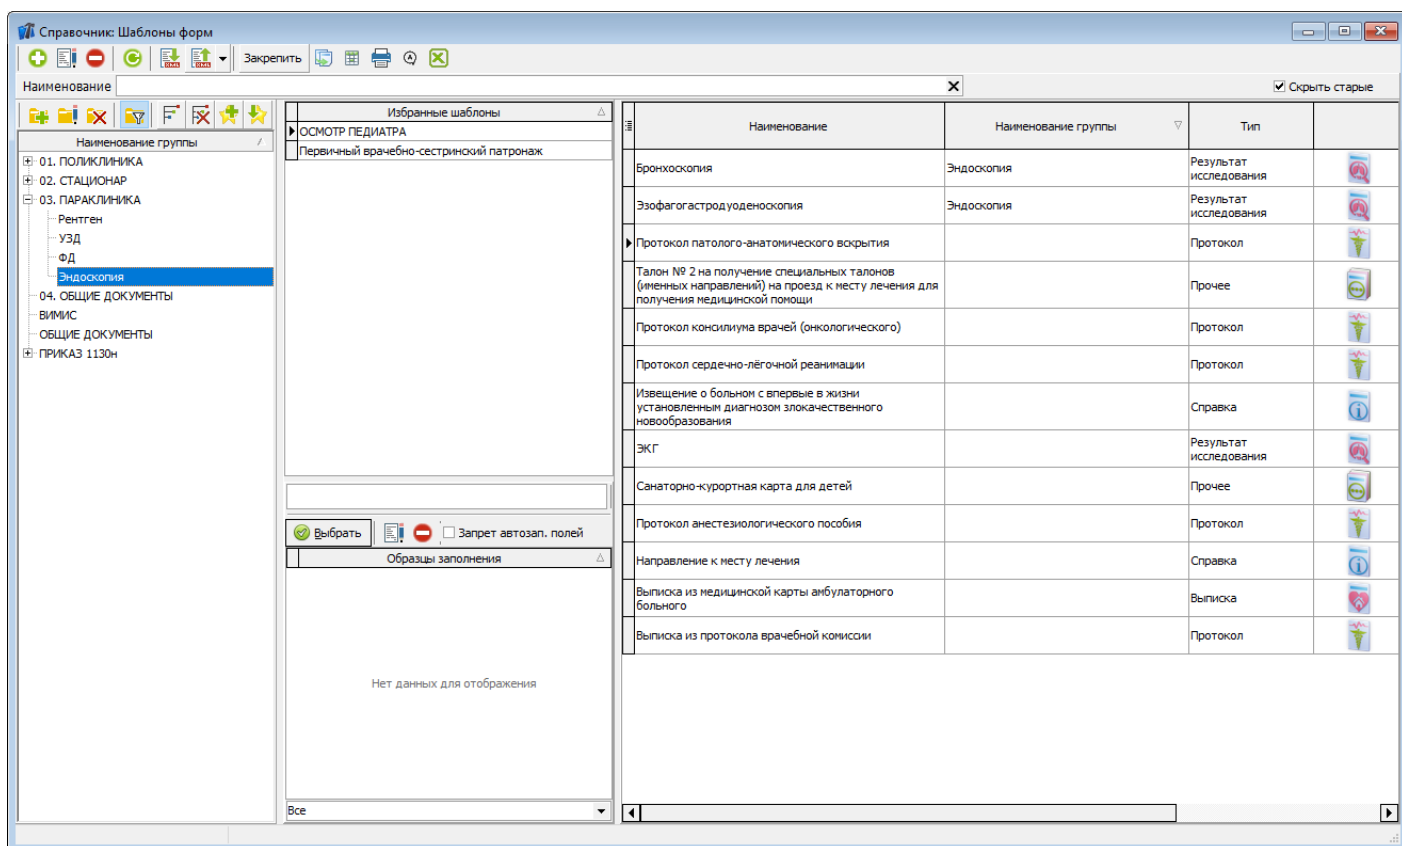 Справочник: Шаблоны форм
Закрепить
Наименование
Скрыть старые
Наименование группы
01. ПОЛИКЛИНИКА
02. СТАЦИОНАР
03. ПАРАКЛИНИКА
Рентген
УЗД
ФД
Эндоскопия
04. ОБЩИЕ ДОКУМЕНТЫ
ВИМИС
ОБЩИЕ ДОКУМЕНТЫ
ПРИКАЗ 1130н
Избранные шаблоны
ОСМОТР ПЕДИАТРА
Первичный врачебно-сестринский патронаж
Выбрать
Запрет автозап. полей
Образцы заполнения
Нет данных для отображения
Все
Наименование Наименование группы Тип
Бронхоскопия Эндоскопия Результат
исследования
Эзофагогастродуоденоскопия Эндоскопия Результат
исследования
Протокол патолого-анатомического вскрытия Протокол
Талон № 2 на получение специальных талонов
(именных направлений) на проезд к месту лечения для
получения медицинской помощи
Прочее
Протокол консилиума врачей (онкологического) Протокол
Протокол сердечно-лёгочной реанимации Протокол
Извещение о больном с впервые в жизни
установленным диагнозом злокачественного
новообразования
Справка
ЭКГ Результат
исследования
Санаторно-курортная карта для детей Прочее
Протокол анестезиологического пособия Протокол
Направление к месту лечения Справка
Выписка из медицинской карты амбулаторного
больного
Выписка
Выписка из протокола врачебной комиссии Протокол